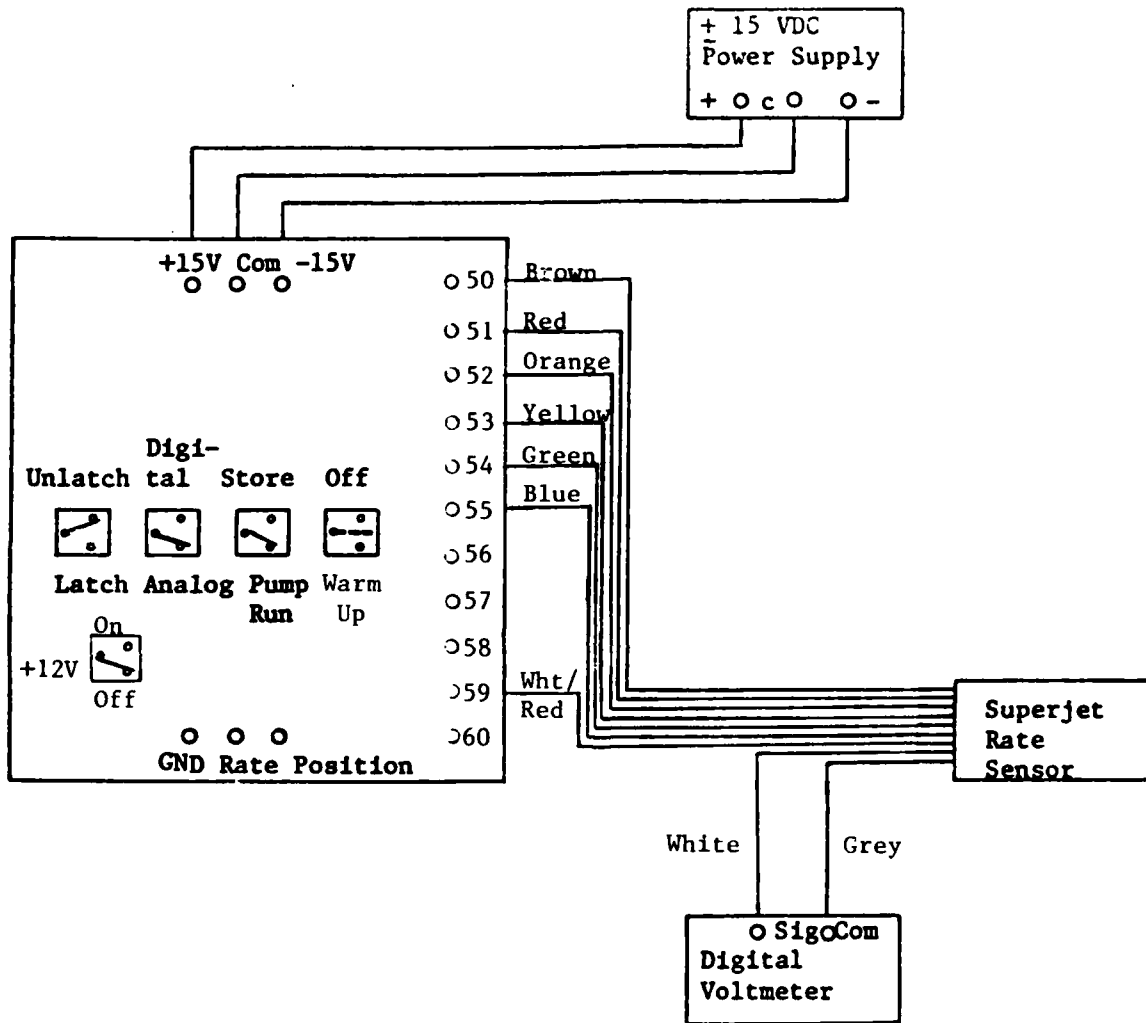 ± 15 VDC
Power Supply
+ c -
+15V Com -15V
50 Brown
51 Red
52 Orange
53 Yellow
54 Green
55 Blue
56
57
58
59 Wht/
Red
60
Digi-
Unlatch tal Store Off
Latch Analog Pump Warm
Run Up
On
+12V
Off
GND Rate Position
Superjet
Rate
Sensor
White Grey
Sig Com
Digital
Voltmeter